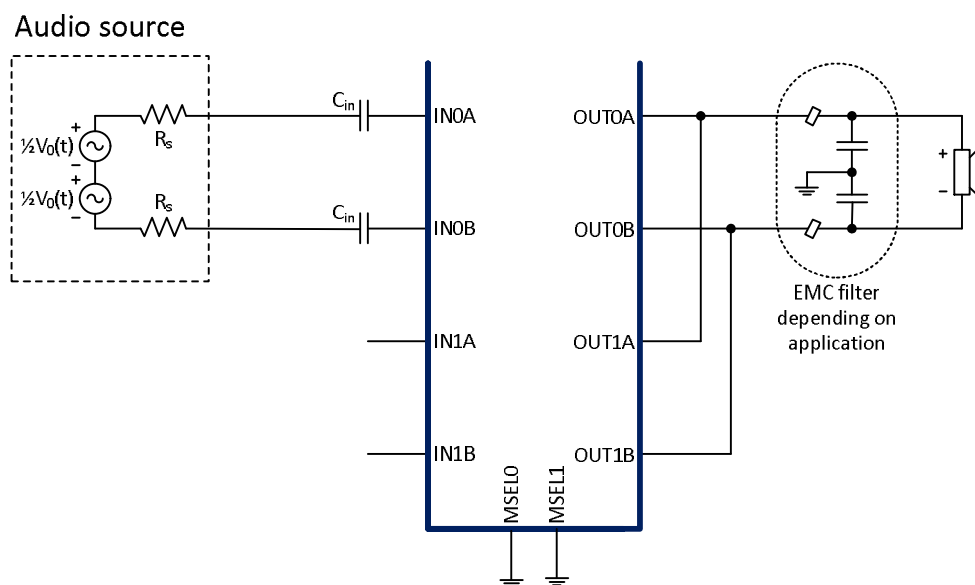 Audio source
+
½V₀(t)
−
+
½V₀(t)
−
Rₛ
Rₛ
Cᵢₙ
Cᵢₙ
IN0A
IN0B
IN1A
IN1B
MSEL0
MSEL1
OUT0A
OUT0B
OUT1A
OUT1B
+
−
EMC filter
depending on
application